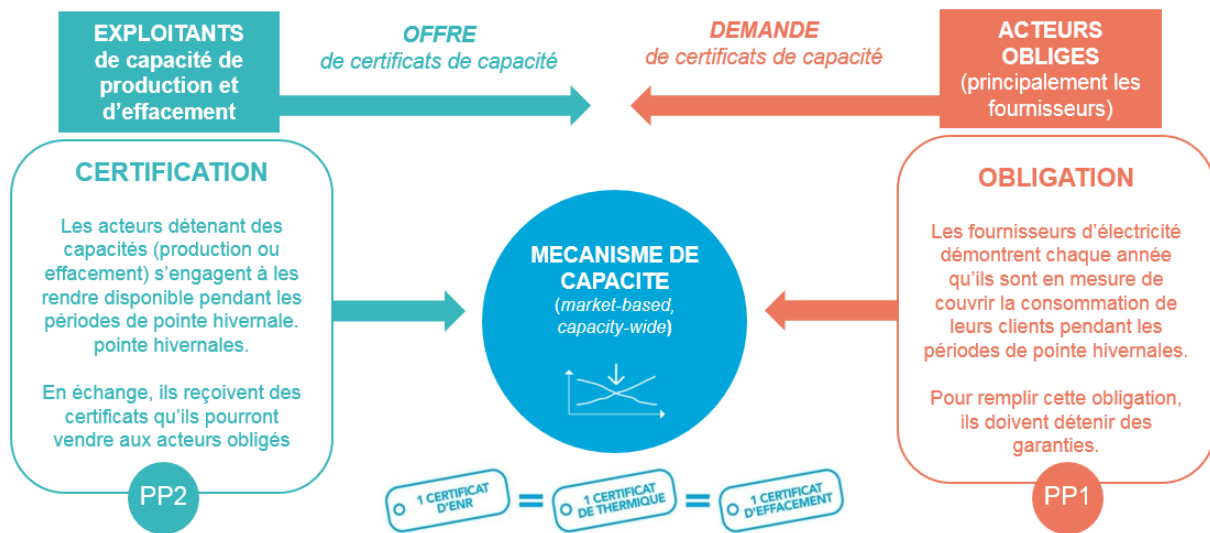 EXPLOITANTS
de capacité de
production et
d'effacement
OFFRE
de certificats de capacité
DEMANDE
de certificats de capacité
ACTEURS
OBLIGES
(principalement les
fournisseurs)
CERTIFICATION
Les acteurs détenant des
capacités (production ou
effacement) s'engagent à les
rendre disponible pendant les
périodes de pointe hivernale.
pointe hivernales.
En échange, ils reçoivent des
certificats qu'ils pourront
vendre aux acteurs obligés
PP2
MECANISME DE
CAPACITE
(market-based,
capacity-wide)
OBLIGATION
Les fournisseurs d'électricité
démontrent chaque année
qu'ils sont en mesure de
couvrir la consommation de
leurs clients pendant les
périodes de pointe hivernales.
Pour remplir cette obligation,
ils doivent détenir des
garanties.
PP1
1 CERTIFICAT
D'ENR
=
1 CERTIFICAT
DE THERMIQUE
=
1 CERTIFICAT
D'EFFACEMENT